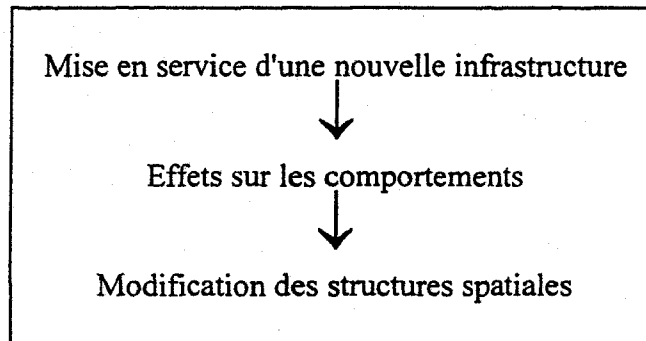 Mise en service d'une nouvelle infrastructure
Effets sur les comportements
Modification des structures spatiales